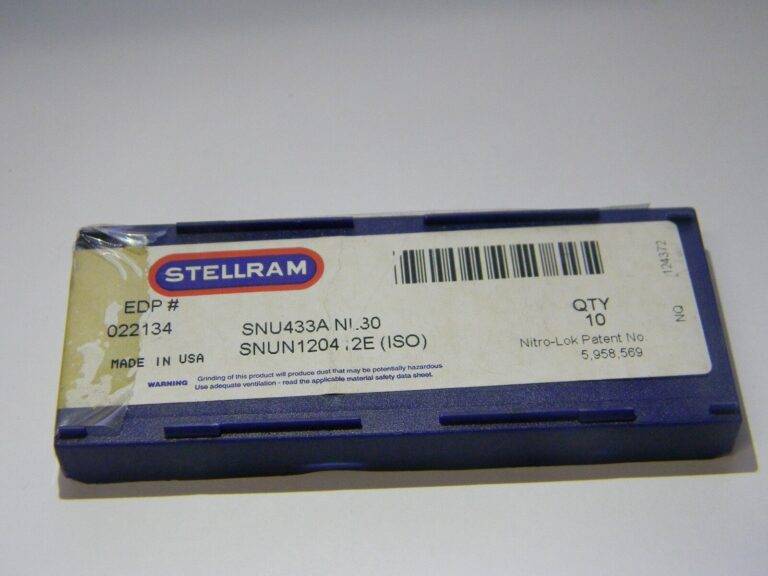 STELLRAM
EDP #
022134
MADE IN USA
SNU433A NL30
SNUN1204 2E (ISO)
QTY
10
Nitro-Lok Patent No.
5,958,569
124372
NQ
WARNING Grinding of this product will produce dust that may be potentially hazardous
Use adequate ventilation - read the applicable material safety data sheet.